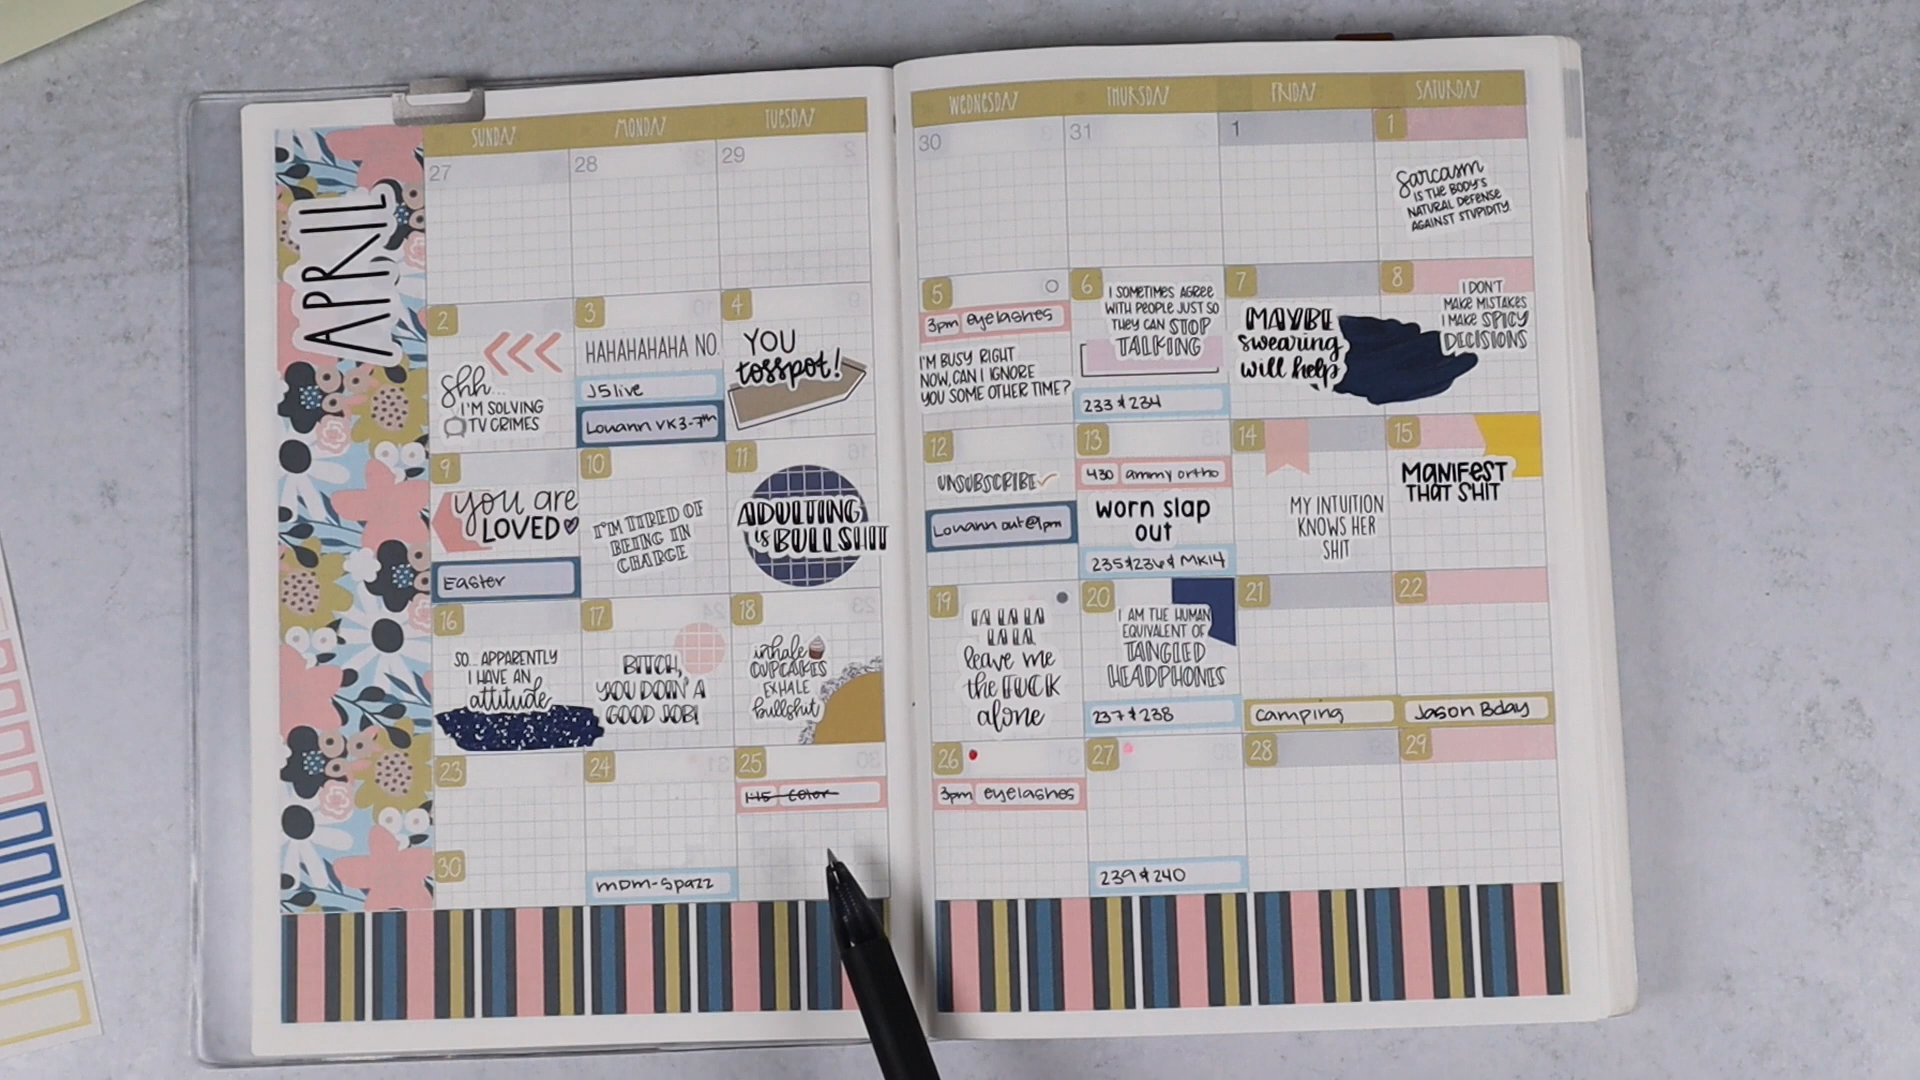 APRIL
SUNDAY
MONDAY
TUESDAY
WEDNESDAY
THURSDAY
FRIDAY
SATURDAY
27
28
29
30
31
1
1
Sarcasm
IS THE BODY'S
NATURAL DEFENSE
AGAINST STUPIDITY.
2
Shh...
I'M SOLVING
TV CRIMES
3
HAHAHAHAHA NO.
J5 live
Louann VK3-7th
4
YOU
tosspot!
5
3pm eyelashes
I'M BUSY RIGHT
NOW, CAN I IGNORE
YOU SOME OTHER TIME?
6
I SOMETIMES AGREE
WITH PEOPLE JUST SO
THEY CAN STOP
TALKING
233 & 234
7
MAYBE
swearing
will help
8
I DON'T
MAKE MISTAKES
I MAKE SPICY
DECISIONS
9
you are
LOVED
Easter
10
I'M TIRED OF
BEING IN
CHARGE
11
ADULTING
is BULLSHIT
12
UNSUBSCRIBE
Louann out@1pm
13
430 ammy ortho
worn slap
out
235&236& MK14
14
MY INTUITION
KNOWS HER
SHIT
15
MANIFEST
THAT SHIT
16
SO... APPARENTLY
I HAVE AN
attitude
17
BITCH,
YOU DOIN' A
GOOD JOB!
18
inhale
CUPCAKES
EXHALE
bullshit
19
LA LA LA
LA LA
leave me
the FUCK
alone
20
I AM THE HUMAN
EQUIVALENT OF
TANGLED
HEADPHONES
237 & 238
21
camping
22
Jason Bday
23
24
mDm-Spazz
25
1:15 color
26
3pm eyelashes
27
239 & 240
28
29
30